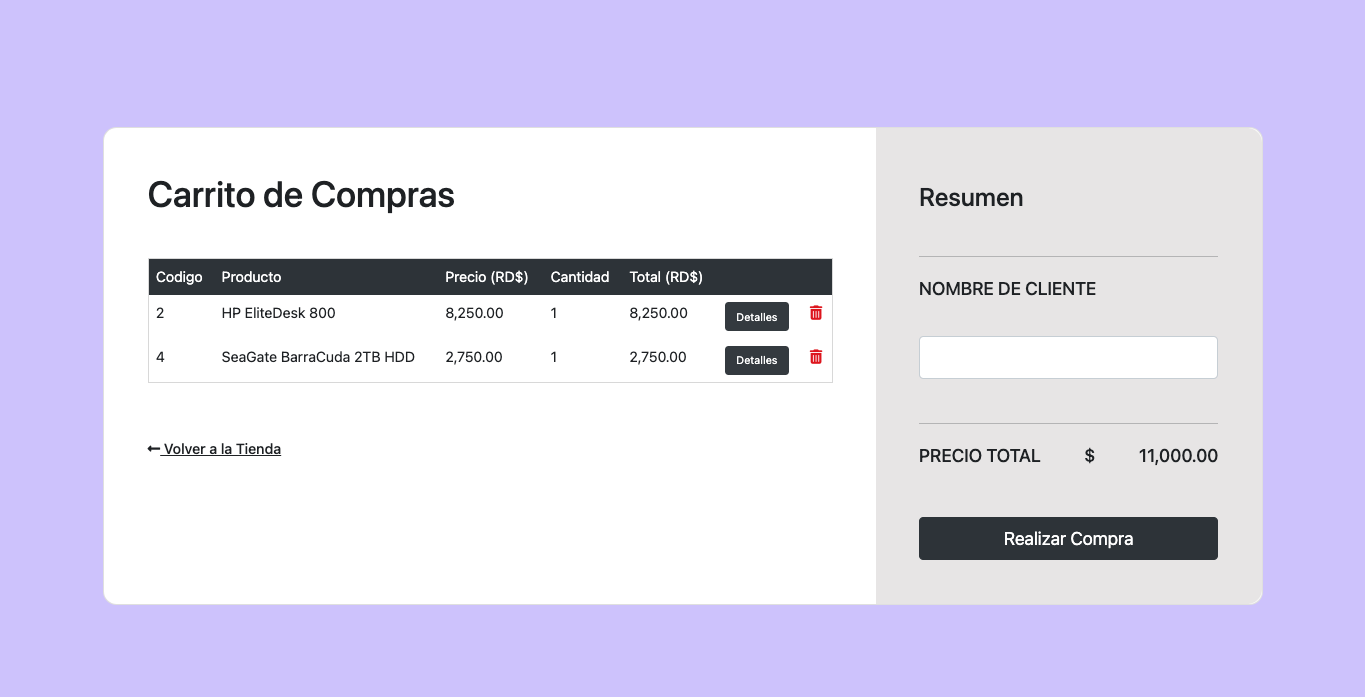 Carrito de Compras
Codigo Producto Precio (RD$) Cantidad Total (RD$)
2 HP EliteDesk 800 8,250.00 1 8,250.00 Detalles
4 SeaGate BarraCuda 2TB HDD 2,750.00 1 2,750.00 Detalles
Volver a la Tienda
Resumen
NOMBRE DE CLIENTE
PRECIO TOTAL $ 11,000.00
Realizar Compra